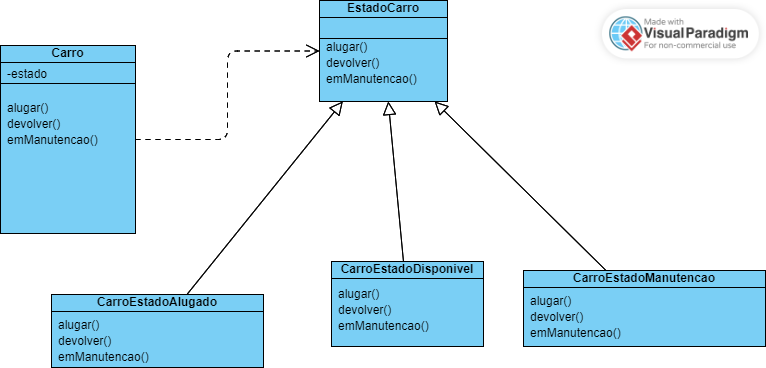 EstadoCarro
alugar()
devolver()
emManutencao()
Made with
Visual Paradigm
For non-commercial use
Carro
-estado
alugar()
devolver()
emManutencao()
CarroEstadoAlugado
alugar()
devolver()
emManutencao()
CarroEstadoDisponivel
alugar()
devolver()
emManutencao()
CarroEstadoManutencao
alugar()
devolver()
emManutencao()